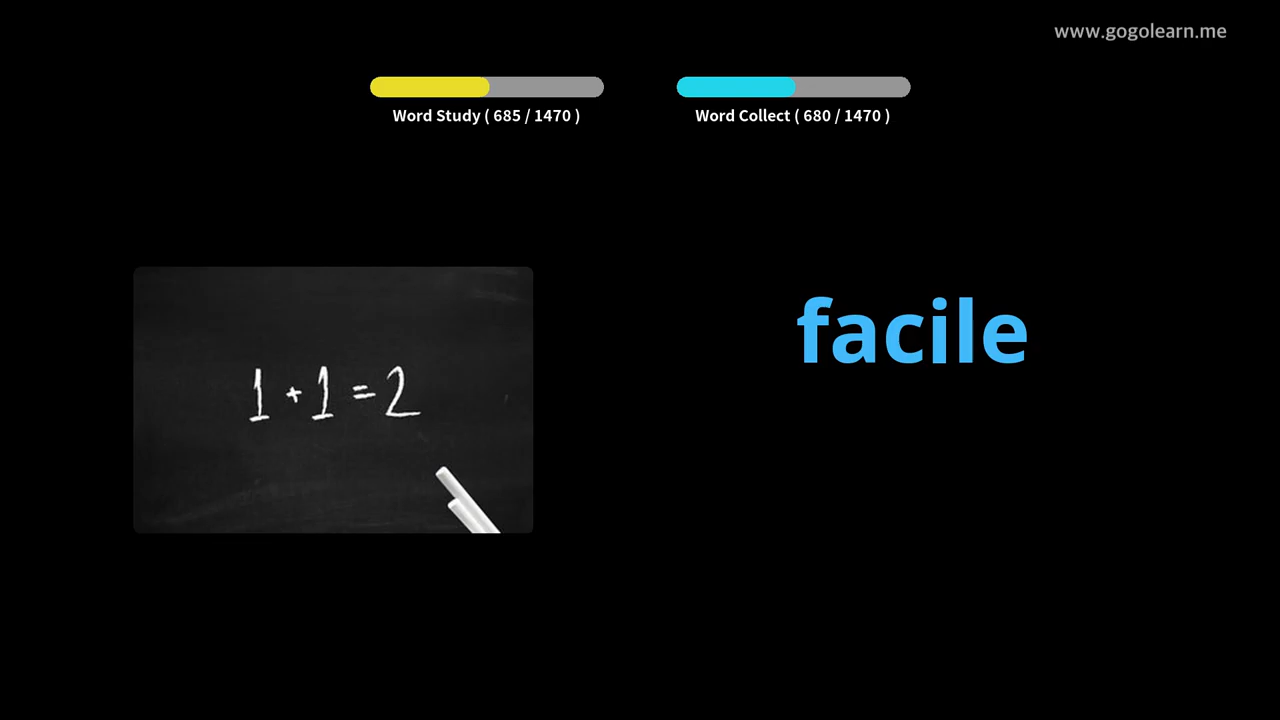 www.gogolearn.me
Word Study ( 685 / 1470 )
Word Collect ( 680 / 1470 )
facile
1 + 1 = 2